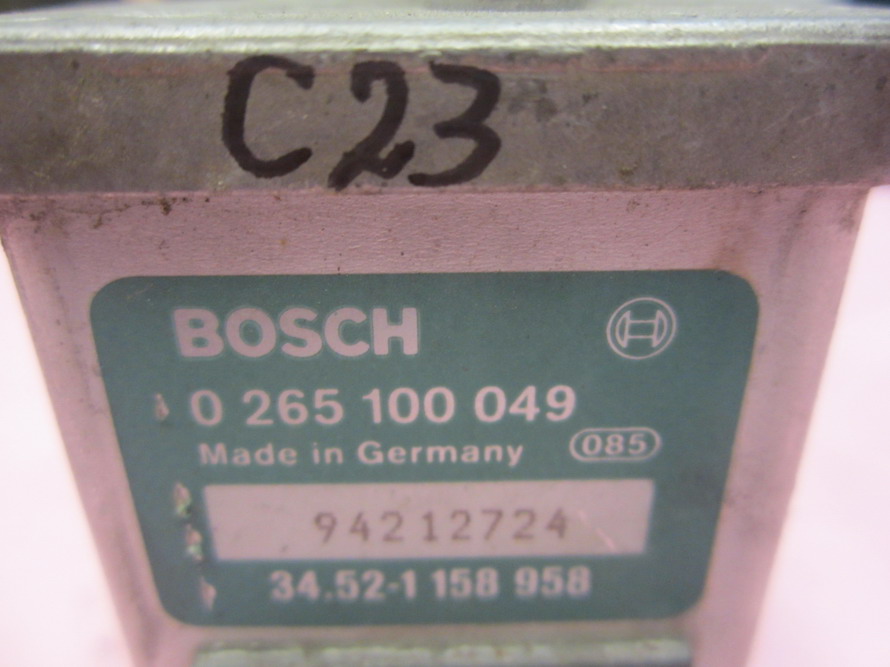 C23
BOSCH
0 265 100 049
Made in Germany 085
94212724
34.52-1 158 958